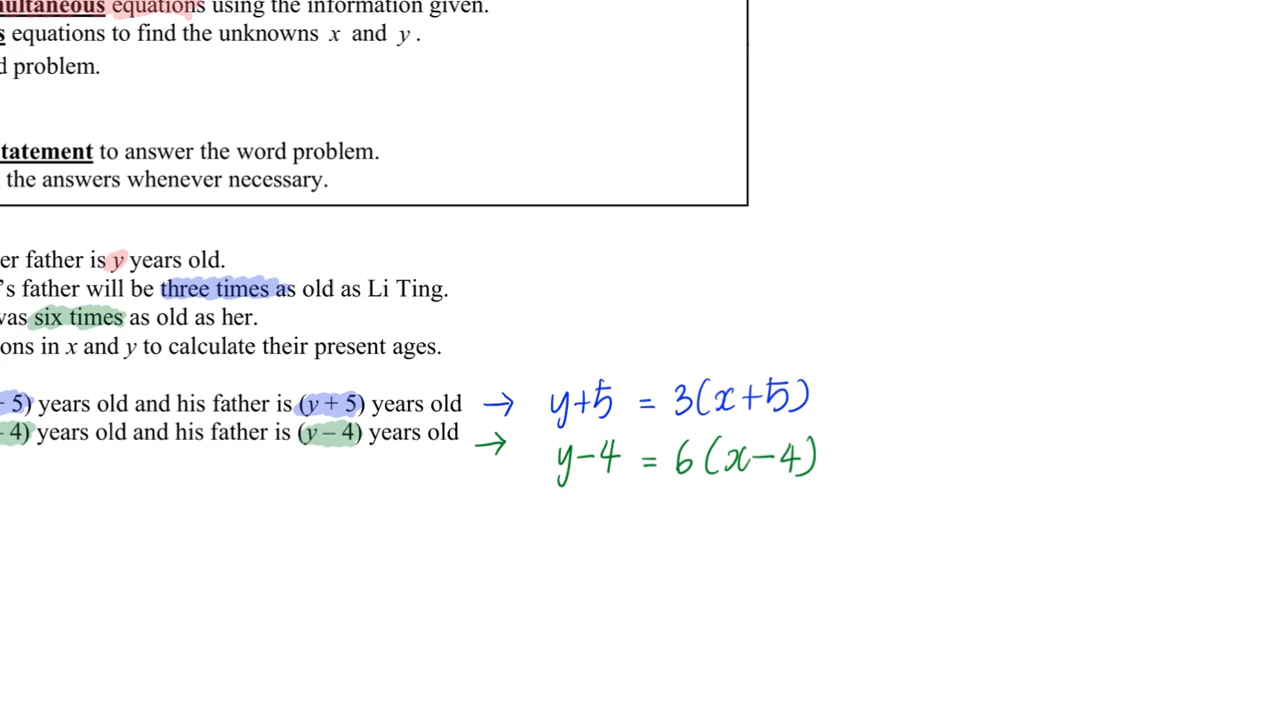 ultaneous equations using the information given.
s equations to find the unknowns x and y.
d problem.
tatement to answer the word problem.
the answers whenever necessary.
er father is y years old.
's father will be three times as old as Li Ting.
was six times as old as her.
ons in x and y to calculate their present ages.
5) years old and his father is (y + 5) years old → y+5 = 3(x+5)
4) years old and his father is (y – 4) years old → y-4 = 6(x-4)